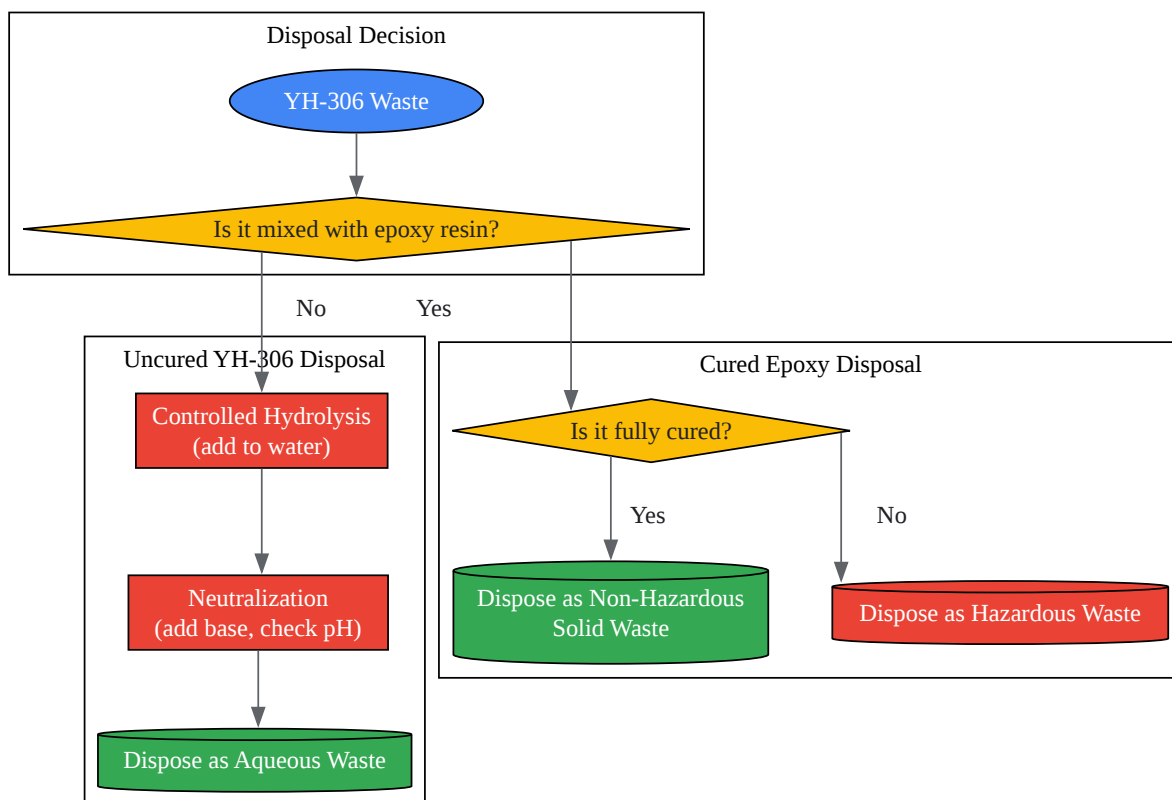 Disposal Decision
YH-306 Waste
Is it mixed with epoxy resin?
No
Yes
Uncured YH-306 Disposal
Controlled Hydrolysis
(add to water)
Neutralization
(add base, check pH)
Dispose as Aqueous Waste
Cured Epoxy Disposal
Is it fully cured?
Yes
No
Dispose as Non-Hazardous
Solid Waste
Dispose as Hazardous Waste